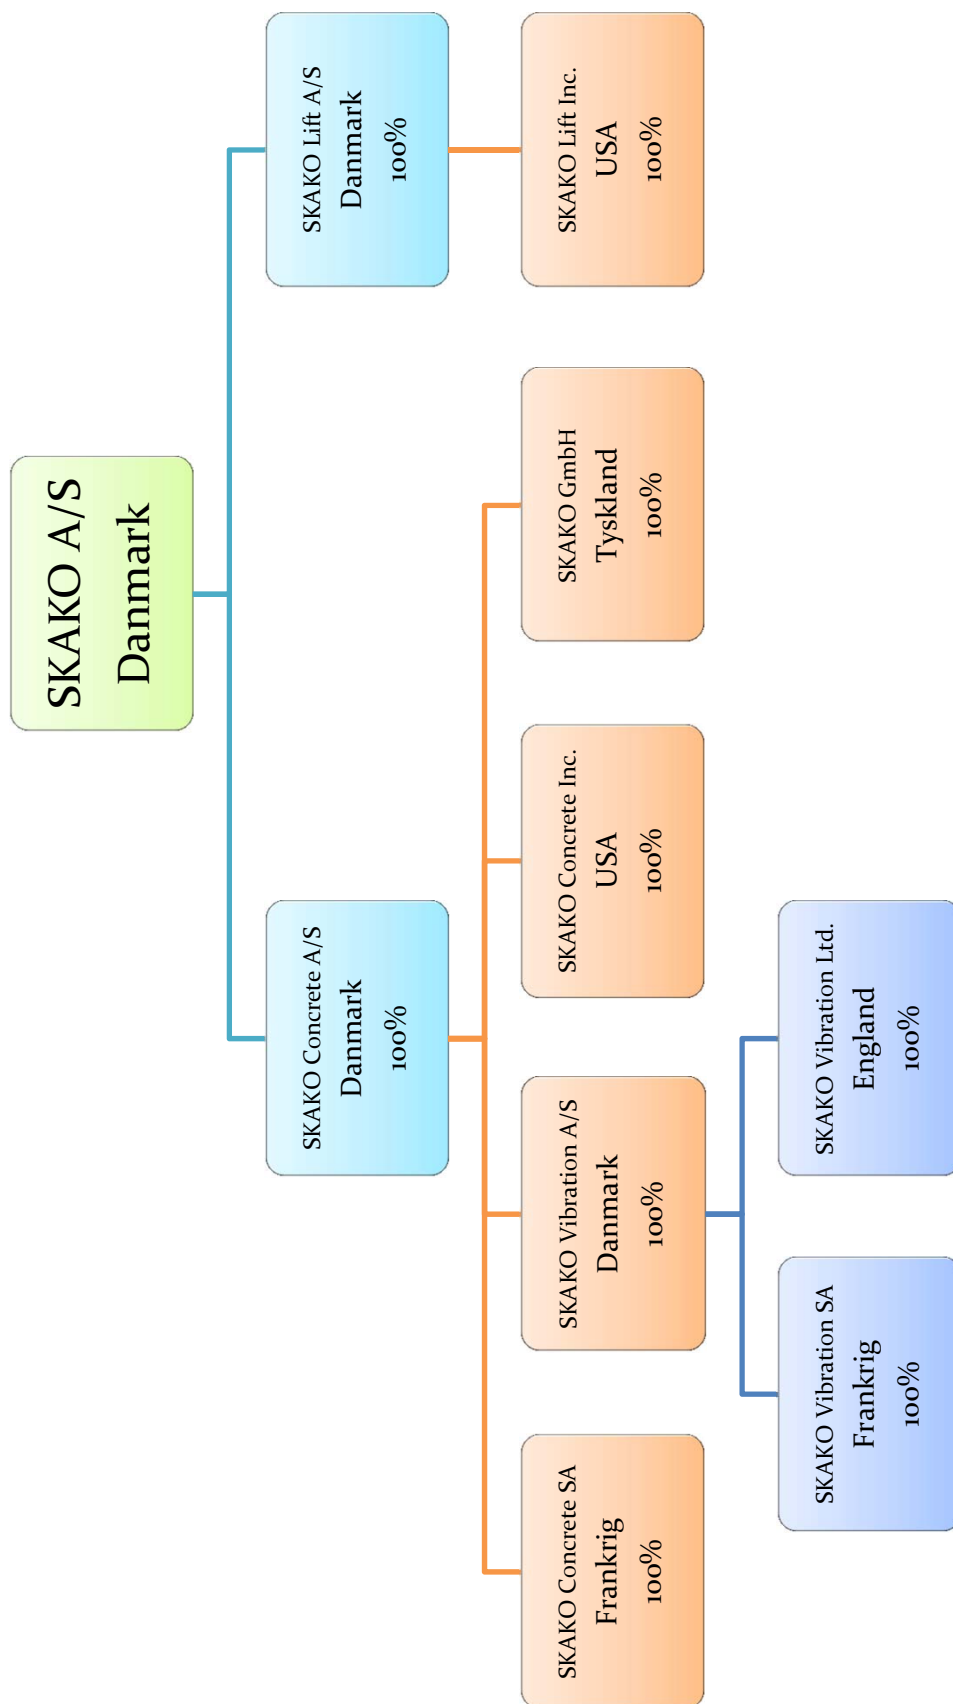 SKAKO A/S
Danmark
SKAKO Concrete A/S
Danmark
100%
SKAKO Lift A/S
Danmark
100%
SKAKO Concrete SA
Frankrig
100%
SKAKO Vibration A/S
Danmark
100%
SKAKO Concrete Inc.
USA
100%
SKAKO GmbH
Tyskland
100%
SKAKO Lift Inc.
USA
100%
SKAKO Vibration SA
Frankrig
100%
SKAKO Vibration Ltd.
England
100%